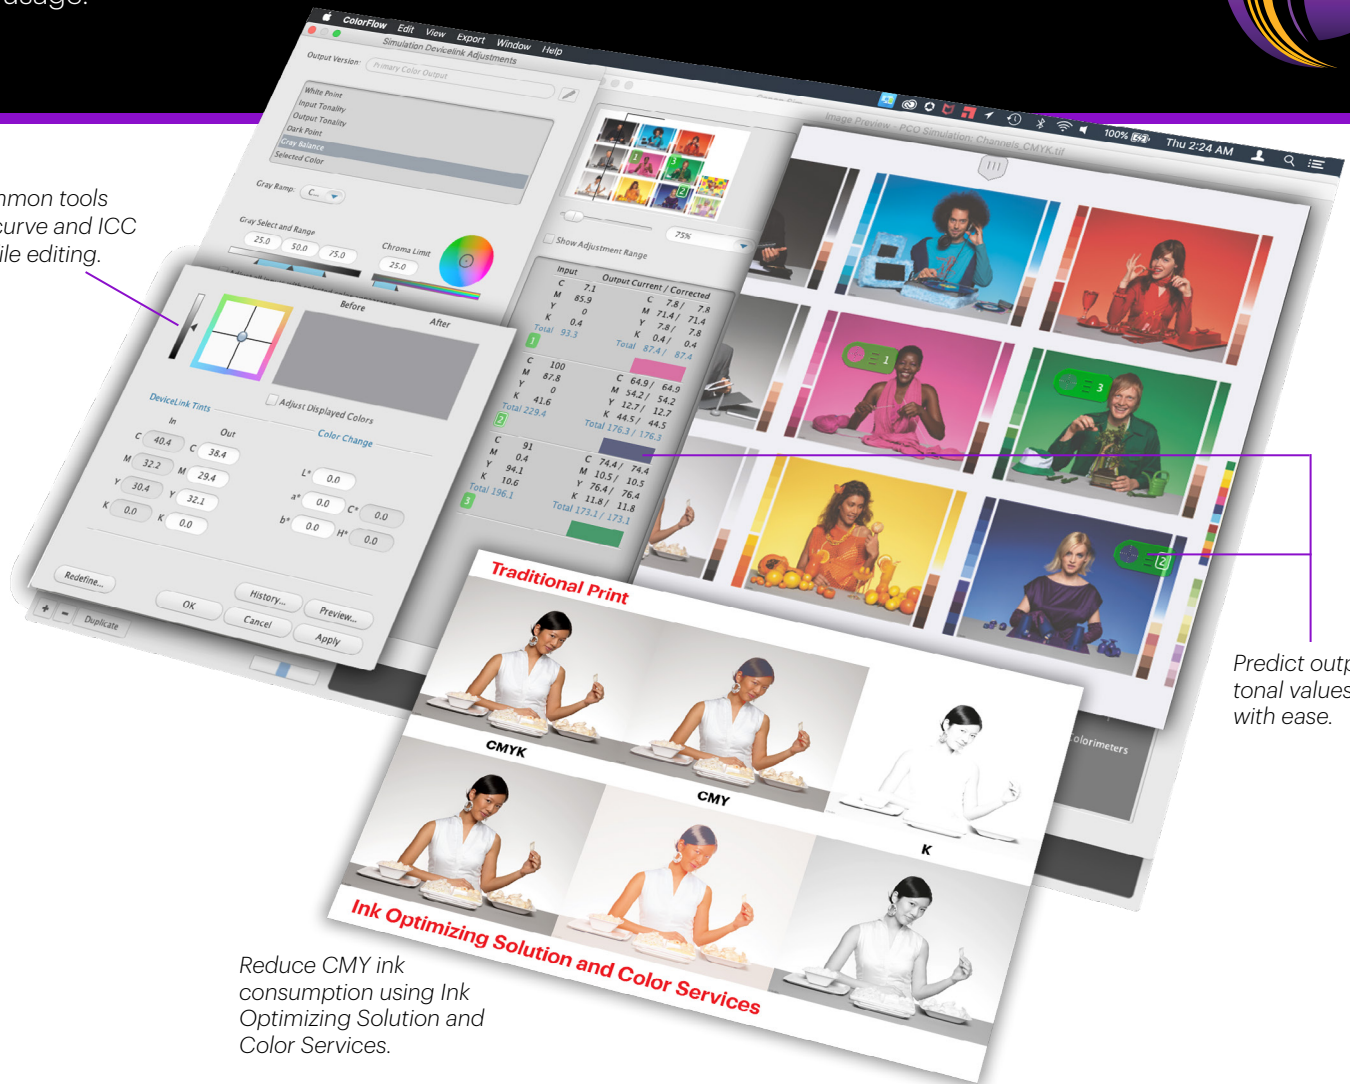 usage.
ColorFlow Edit View Export Window Help
100% Thu 2:24 AM
Simulation Devicelink Adjustments
Output Version: Primary Color Output
White Point
Input Tonality
Output Tonality
Dark Point
Gray Balance
Selected Color
Gray Ramp: C...
Gray Select and Range
25.0 50.0 75.0
Chroma Limit
25.0
Image Preview - PCO Simulation; Channels_CMYK.tif
75%
Show Adjustment Range
Input Output Current / Corrected
C 7.1 C 7.8 / 7.8
M 85.9 M 71.4 / 71.4
Y 0 Y 7.8 / 7.8
K 0.4 K 0.4 / 0.4
Total 93.3 Total 87.4 / 87.4
1
C 100 C 64.9 / 64.9
M 87.8 M 54.2 / 54.2
Y 0 Y 12.7 / 12.7
K 41.6 K 44.5 / 44.5
Total 229.4 Total 176.3 / 176.3
2
C 91 C 74.4 / 74.4
M 0.4 M 10.5 / 10.5
Y 94.1 Y 76.4 / 76.4
K 10.6 K 11.8 / 11.8
Total 196.1 Total 173.1 / 173.1
3
1
3
2
mmon tools
curve and ICC
ile editing.
Before After
Adjust Displayed Colors
DeviceLink Tints
Color Change
In Out
C 40.4 C 38.4
M 32.2 M 29.4
Y 30.4 Y 32.1
K 0.0 K 0.0
L* 0.0
a* 0.0 C* 0.0
b* 0.0 H* 0.0
Redefine...
History... Preview...
OK Cancel Apply
+ - Duplicate
Predict outp
tonal values
with ease.
Colorimeters
Traditional Print
CMYK
CMY
K
Ink Optimizing Solution and Color Services
Reduce CMY ink
consumption using Ink
Optimizing Solution and
Color Services.